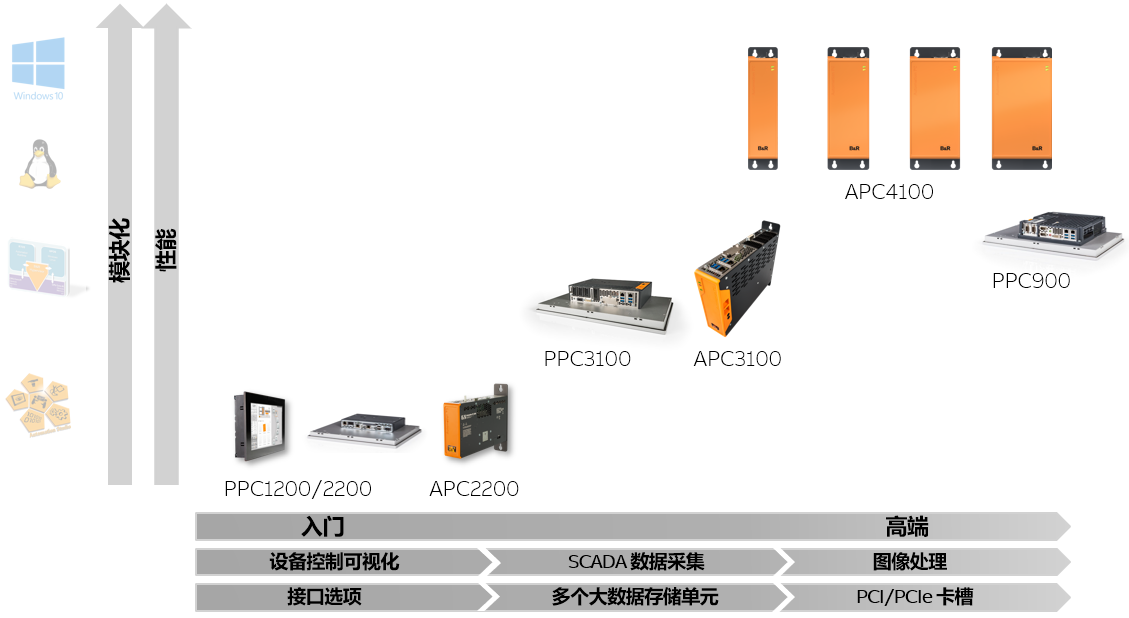 Windows 10
模块化
性能
B&R
B&R
B&R
B&R
APC4100
PPC900
PPC3100
APC3100
PPC1200/2200
APC2200
入门
高端
设备控制可视化
SCADA 数据采集
图像处理
接口选项
多个大数据存储单元
PCI/PCIe 卡槽
Automation Studio